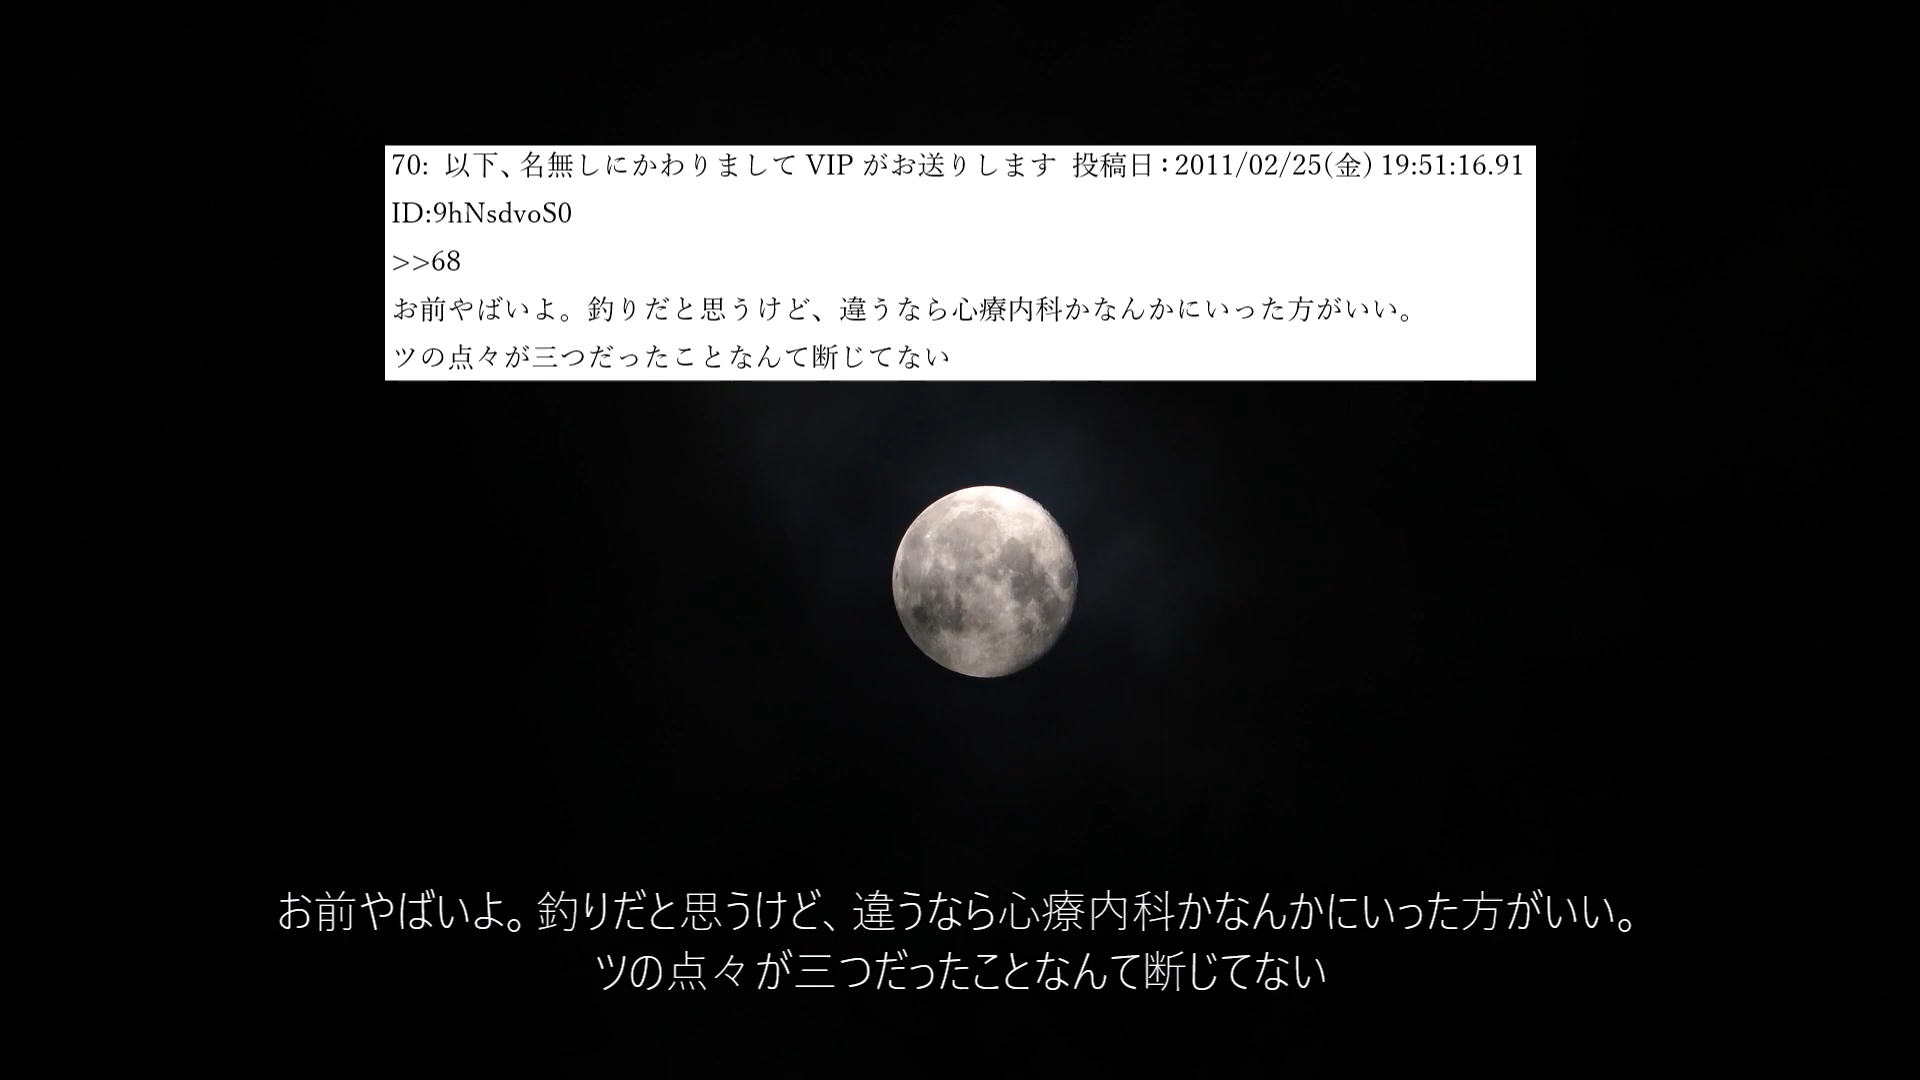 70: 以下、名無しにかわりまして VIP がお送りします 投稿日：2011/02/25(金) 19:51:16.91
ID:9hNsdvoS0
>>68
お前やばいよ。釣りだと思うけど、違うなら心療内科かなんかにいった方がいい。
ツの点々が三つだったことなんて断じてない
お前やばいよ。釣りだと思うけど、違うなら心療内科かなんかにいった方がいい。
ツの点々が三つだったことなんて断じてない